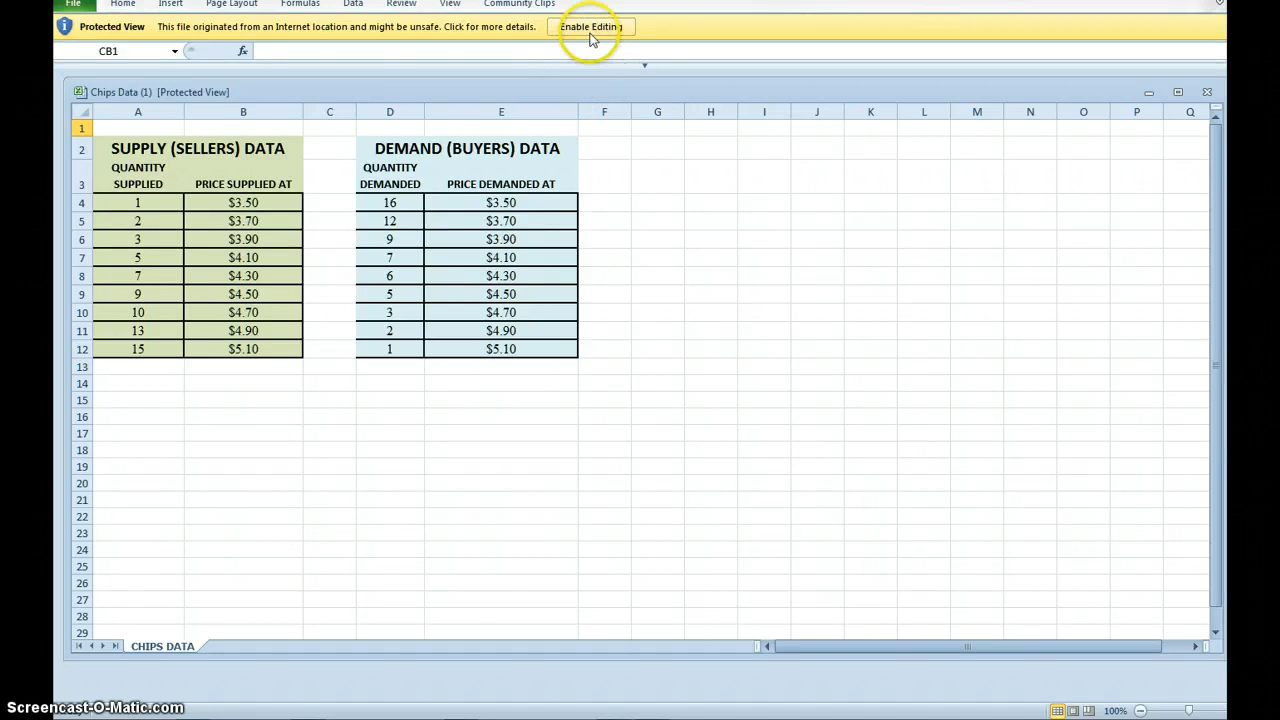 File Home Insert Page Layout Formulas Data Review View Community Clips
Protected View This file originated from an Internet location and might be unsafe. Click for more details. Enable Editing
CB1 fx
Chips Data (1) [Protected View]
A B C D E F G H I J K L M N O P Q
1
2 SUPPLY (SELLERS) DATA DEMAND (BUYERS) DATA
QUANTITY QUANTITY
3 SUPPLIED PRICE SUPPLIED AT DEMANDED PRICE DEMANDED AT
4 1 $3.50 16 $3.50
5 2 $3.70 12 $3.70
6 3 $3.90 9 $3.90
7 5 $4.10 7 $4.10
8 7 $4.30 6 $4.30
9 9 $4.50 5 $4.50
10 10 $4.70 3 $4.70
11 13 $4.90 2 $4.90
12 15 $5.10 1 $5.10
13
14
15
16
17
18
19
20
21
22
23
24
25
26
27
28
29
CHIPS DATA
Screencast-O-Matic.com 100%